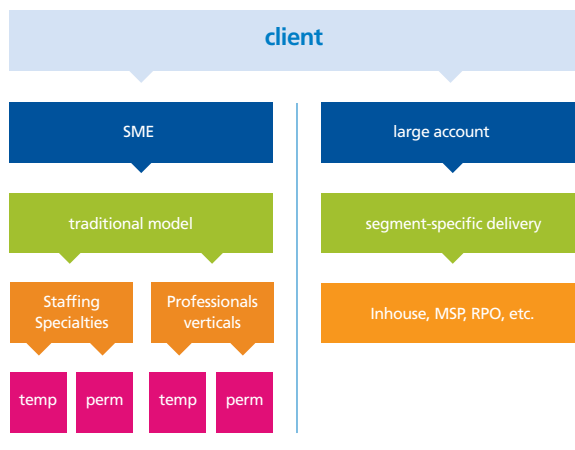 client
SME
large account
traditional model
segment-specific delivery
Staffing
Specialties
Professionals
verticals
Inhouse, MSP, RPO, etc.
temp
perm
temp
perm